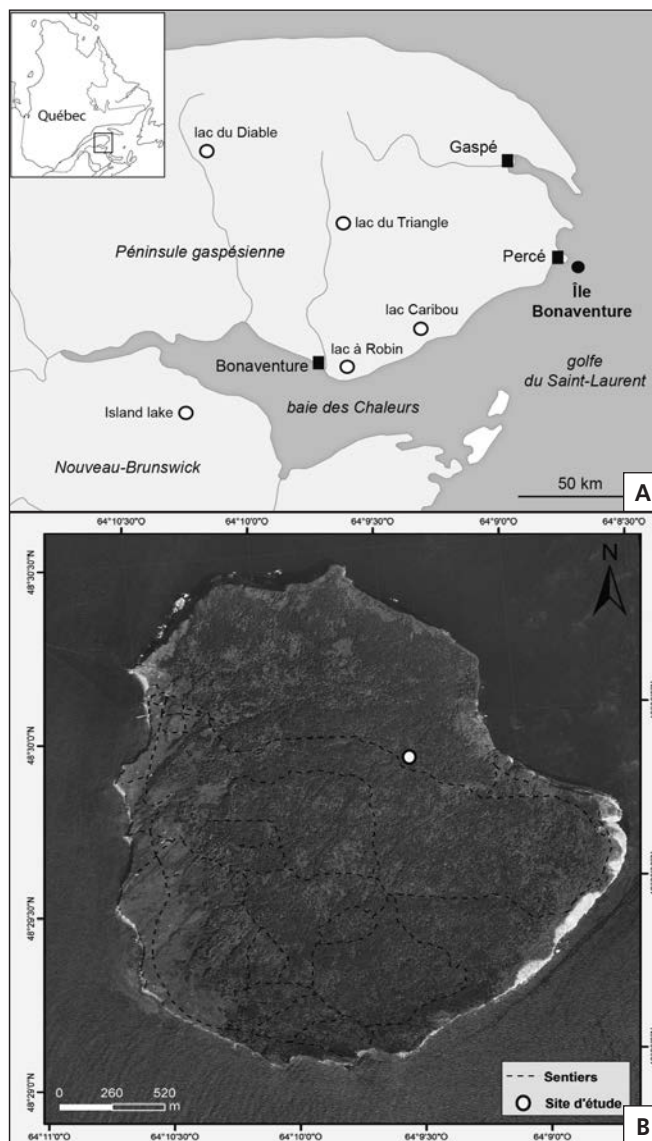 Québec
lac du Diable
Gaspé
lac du Triangle
Péninsule gaspésienne
Percé
Île
Bonaventure
lac Caribou
lac à Robin
Bonaventure
golfe
du Saint-Laurent
baie des Chaleurs
Island lake
Nouveau-Brunswick
50 km
A
64°10'30"O 64°10'0"O 64°9'30"O 64°9'0"O 64°8'30"O
N
48°30'30"N
48°30'0"N
48°29'30"N
48°29'0"N
0 260 520
m
Sentiers
Site d'étude
B
64°11'0"O 64°10'30"O 64°10'0"O 64°9'30"O 64°9'0"O